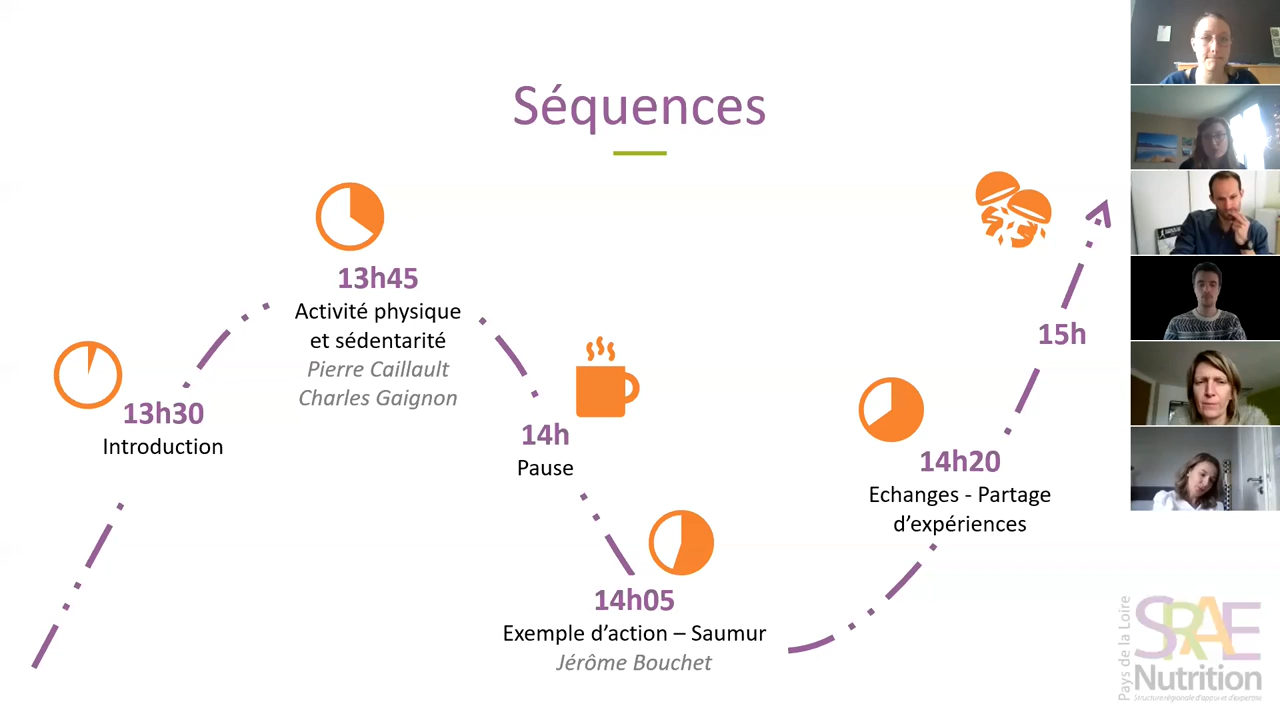 Séquences
13h45
Activité physique
et sédentarité
Pierre Caillault
Charles Gaignon
13h30
Introduction
14h
Pause
14h05
Exemple d’action – Saumur
Jérôme Bouchet
14h20
Echanges - Partage
d’expériences
15h
Pays de la Loire
SRAE
Nutrition
Structure régionale d'appui et d'expertise